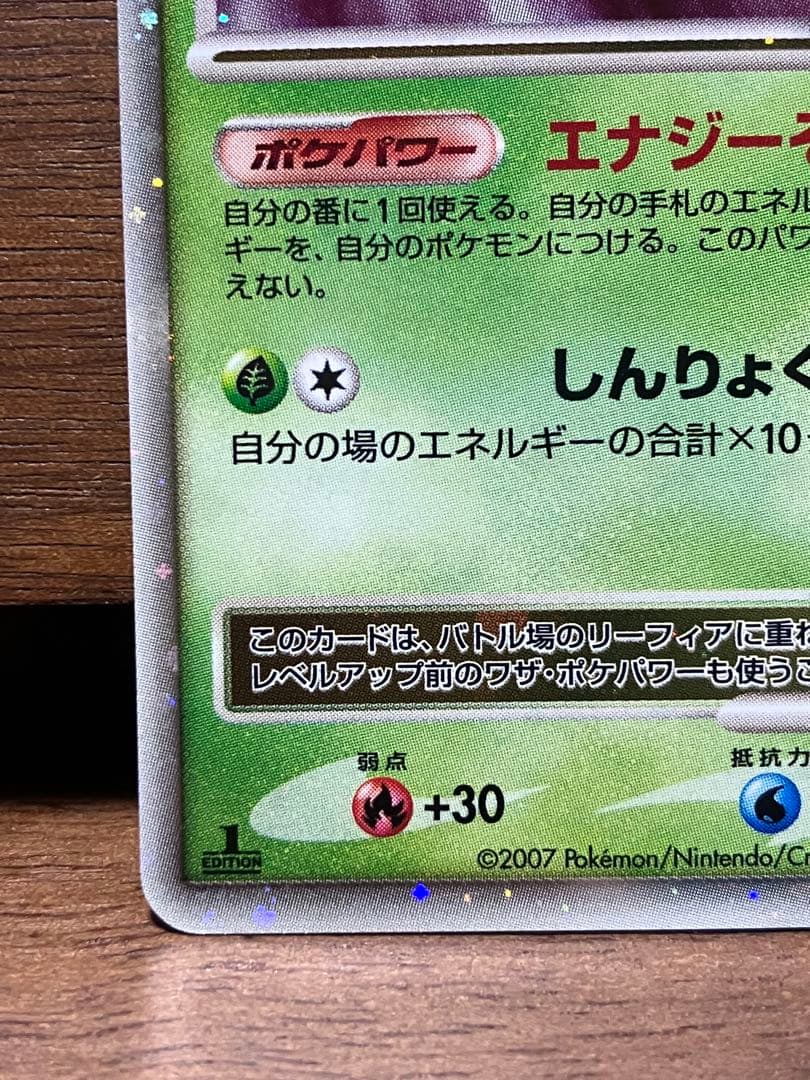 ポケパワー エナジーそ
自分の番に1回使える。自分の手札のエネル
ギーを、自分のポケモンにつける。このパワ
えない。
しんりょく
自分の場のエネルギーの合計×10
このカードは、バトル場のリーフィアに重ね
レベルアップ前のワザ・ポケパワーも使うこ
弱点 抵抗力
+30
1
EDITION
©2007 Pokémon/Nintendo/Cr